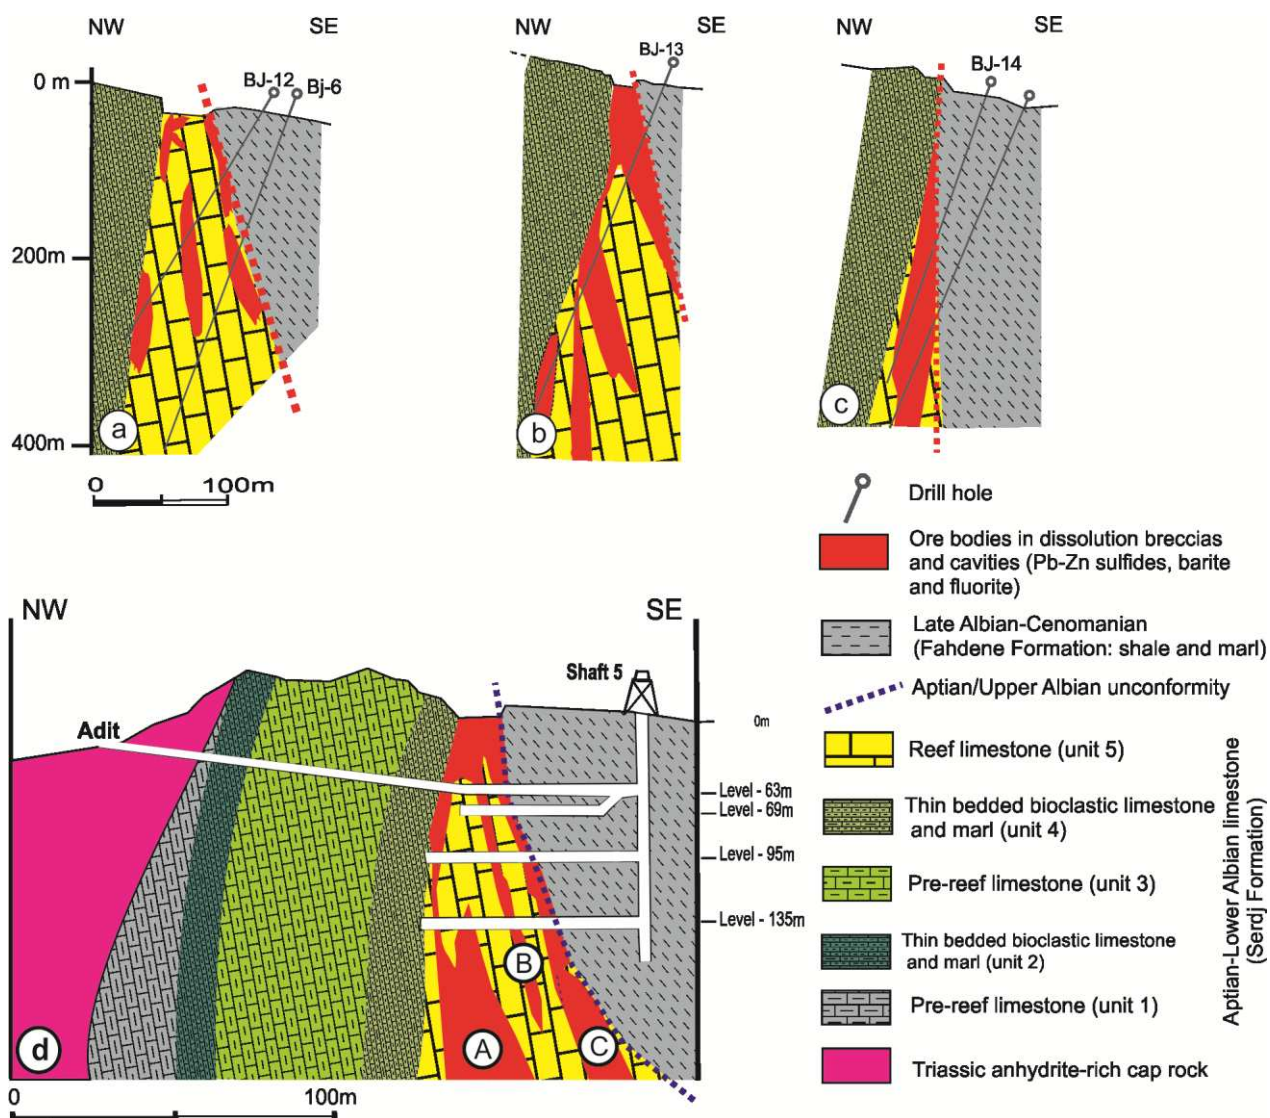 NW SE
BJ-12 Bj-6
0 m
200m
400m
a
0 100m
NW SE
BJ-13
b
NW SE
BJ-14
c
Drill hole
Ore bodies in dissolution breccias
and cavities (Pb-Zn sulfides, barite
and fluorite)
Late Albian-Cenomanian
(Fahdene Formation: shale and marl)
Aptian/Upper Albian unconformity
Reef limestone (unit 5)
Thin bedded bioclastic limestone
and marl (unit 4)
Pre-reef limestone (unit 3)
Thin bedded bioclastic limestone
and marl (unit 2)
Pre-reef limestone (unit 1)
Triassic anhydrite-rich cap rock
Aptian-Lower Albian limestone
(Serdj Formation)
NW SE
Shaft 5
Adit
0m
Level - 63m
Level - 69m
Level - 95m
Level - 135m
A
B
C
d
0 100m